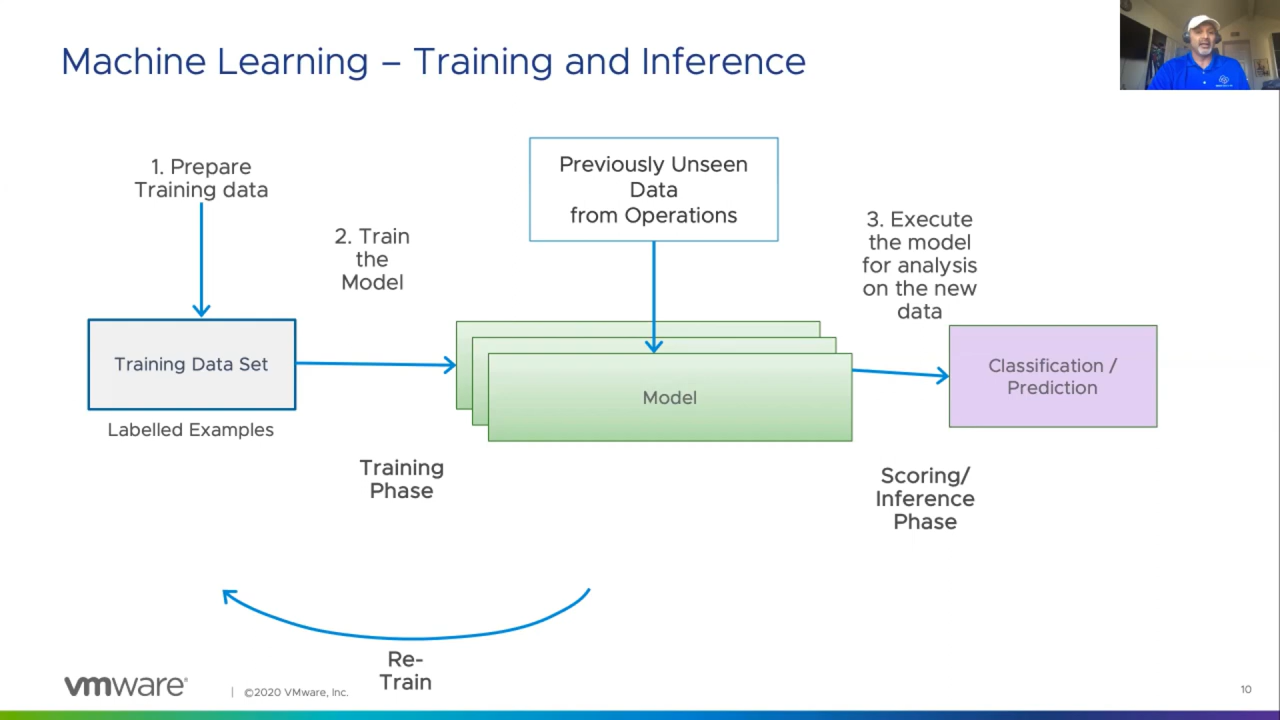 Machine Learning – Training and Inference
1. Prepare
Training data
2. Train
the
Model
Previously Unseen
Data
from Operations
3. Execute
the model
for analysis
on the new
data
Training Data Set
Labelled Examples
Model
Classification /
Prediction
Training
Phase
Scoring/
Inference
Phase
Re-
Train
vmware®
©2020 VMware, Inc.
10